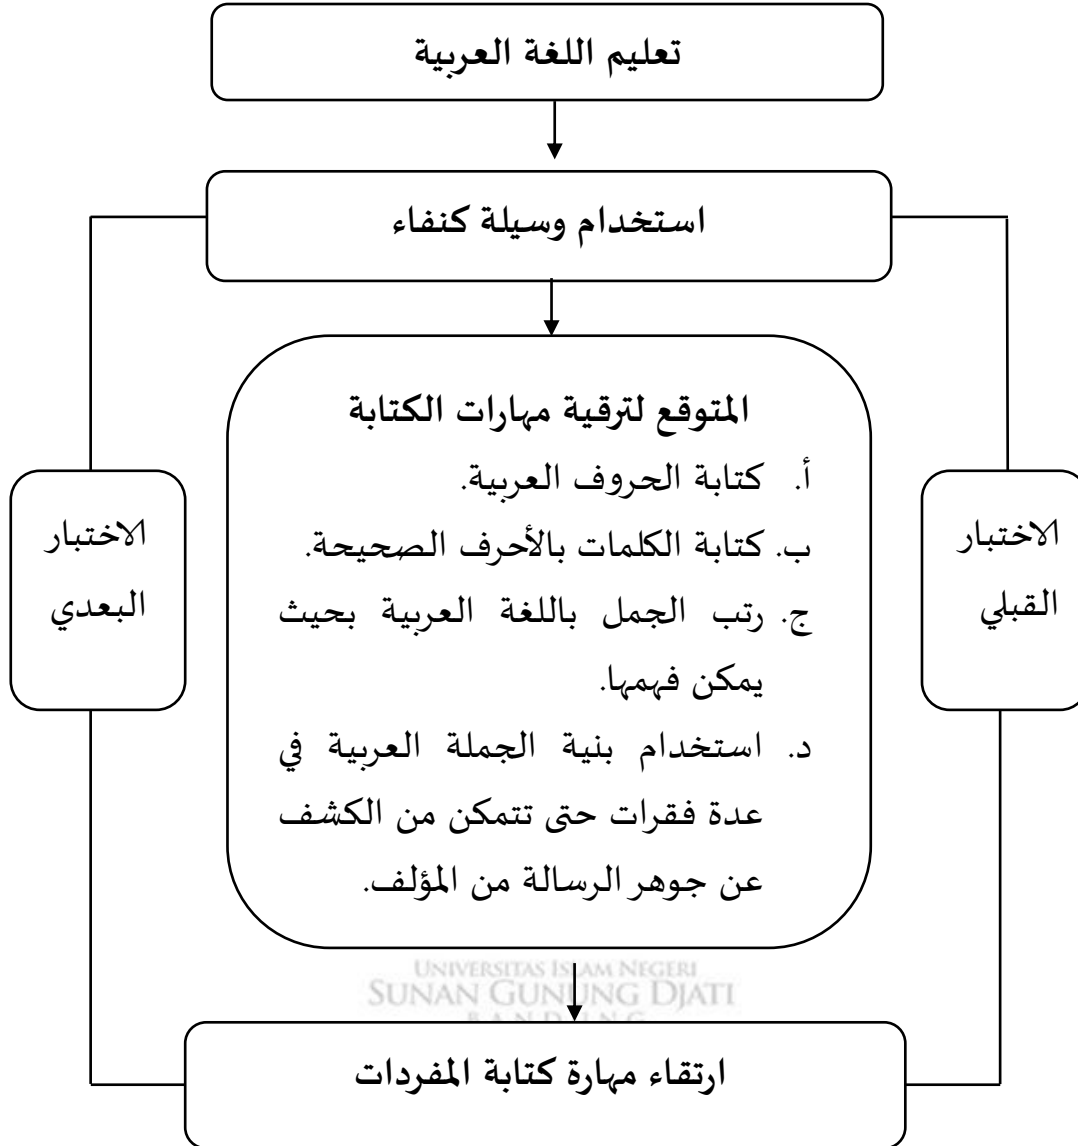 تعليم اللغة العربية
استخدام وسيلة كنفاء
المتوقع لترقية مهارات الكتابة
أ. كتابة الحروف العربية.
ب. كتابة الكلمات بالأحرف الصحيحة.
ج. رتب الجمل باللغة العربية بحيث
يمكن فهمها.
د. استخدام بنية الجملة العربية في
عدة فقرات حتى تتمكن من الكشف
عن جوهر الرسالة من المؤلف.
الاختبار
القبلي
الاختبار
البعدي
UNIVERSITAS ISLAM NEGERI
SUNAN GUNUNG DJATI
BANDUNG
ارتقاء مهارة كتابة المفردات